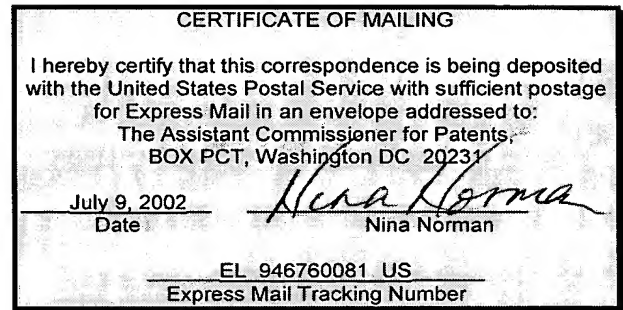 CERTIFICATE OF MAILING
I hereby certify that this correspondence is being deposited
with the United States Postal Service with sufficient postage
for Express Mail in an envelope addressed to:
The Assistant Commissioner for Patents,
BOX PCT, Washington DC 20231
July 9, 2002 Nina Norman
Date Nina Norman
EL 946760081 US
Express Mail Tracking Number